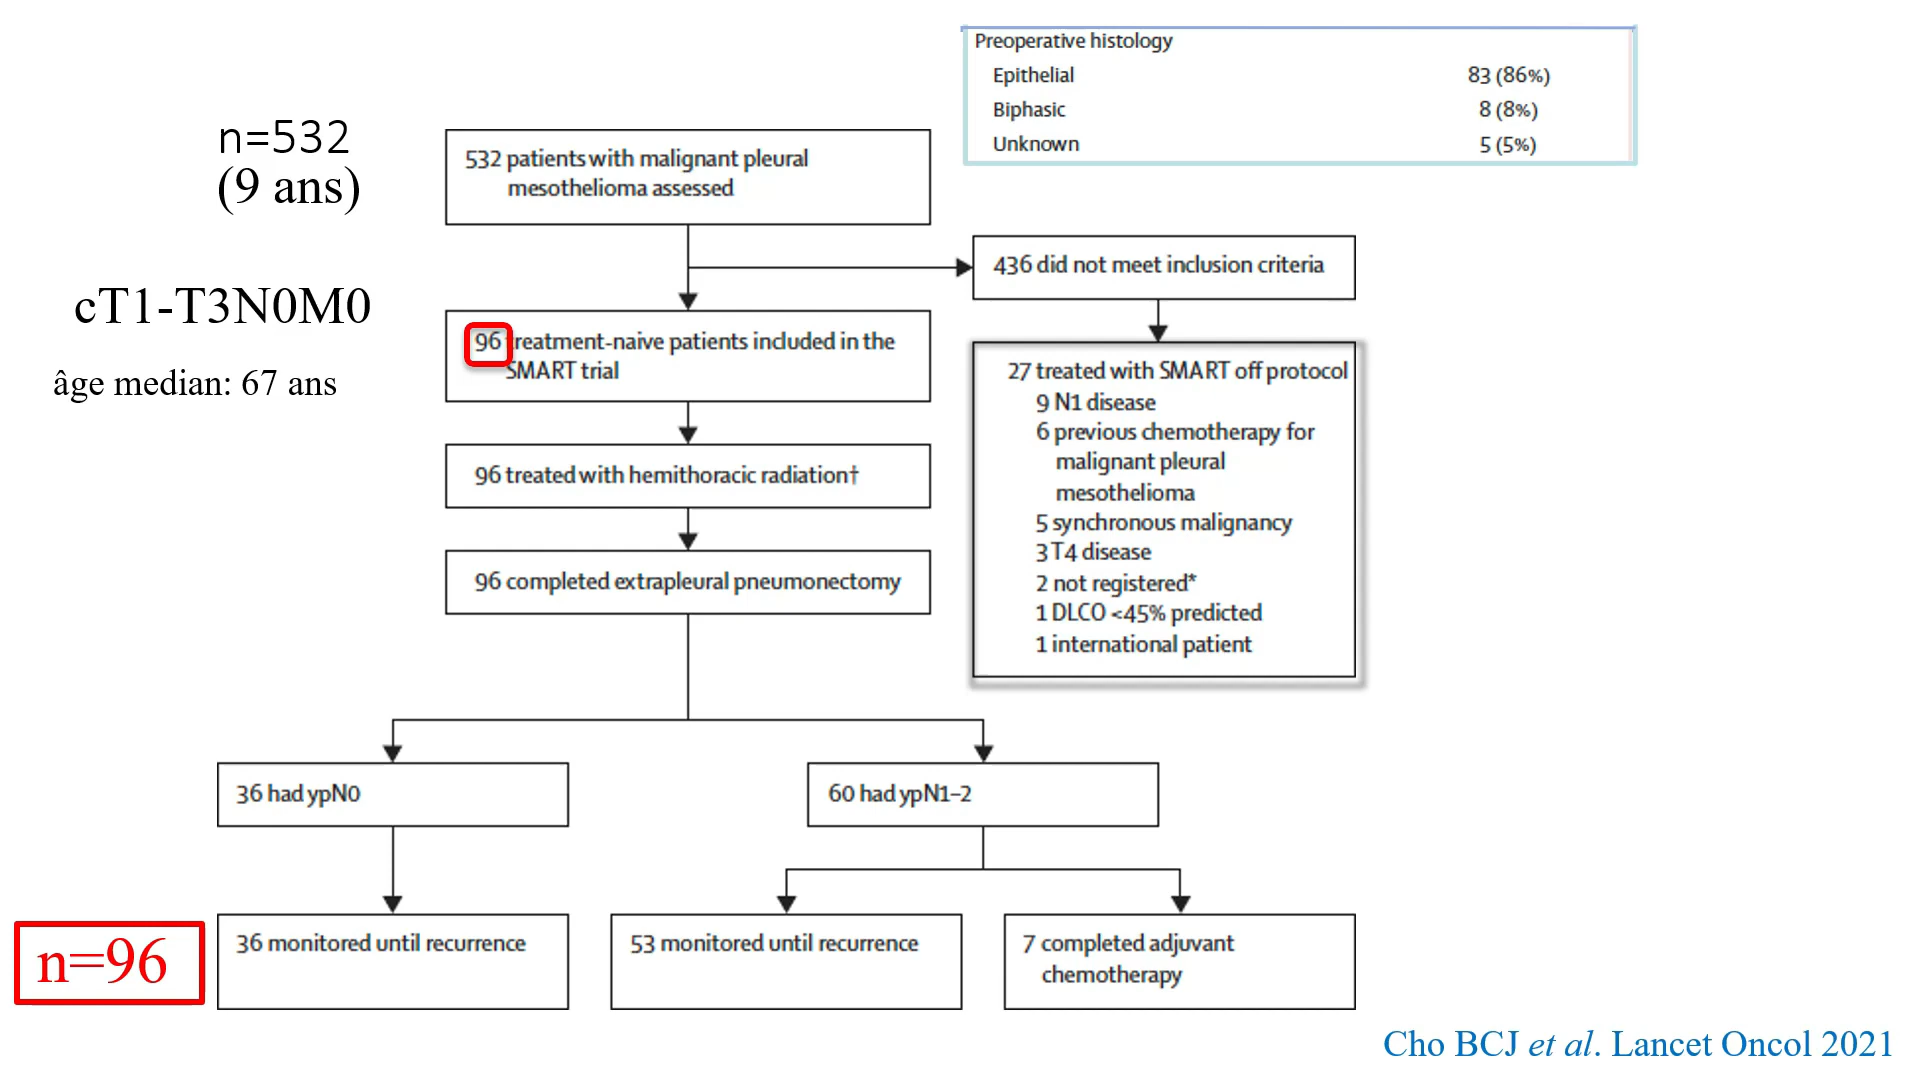 Preoperative histology
Epithelial 83 (86%)
Biphasic 8 (8%)
Unknown 5 (5%)
n=532
(9 ans)
532 patients with malignant pleural
mesothelioma assessed
436 did not meet inclusion criteria
cT1-T3N0M0
96 treatment-naive patients included in the
SMART trial
âge median: 67 ans
27 treated with SMART off protocol
9 N1 disease
6 previous chemotherapy for
malignant pleural
mesothelioma
5 synchronous malignancy
3 T4 disease
2 not registered*
1 DLCO <45% predicted
1 international patient
96 treated with hemithoracic radiation†
96 completed extrapleural pneumonectomy
36 had ypN0
60 had ypN1–2
n=96
36 monitored until recurrence
53 monitored until recurrence
7 completed adjuvant
chemotherapy
Cho BCJ et al. Lancet Oncol 2021